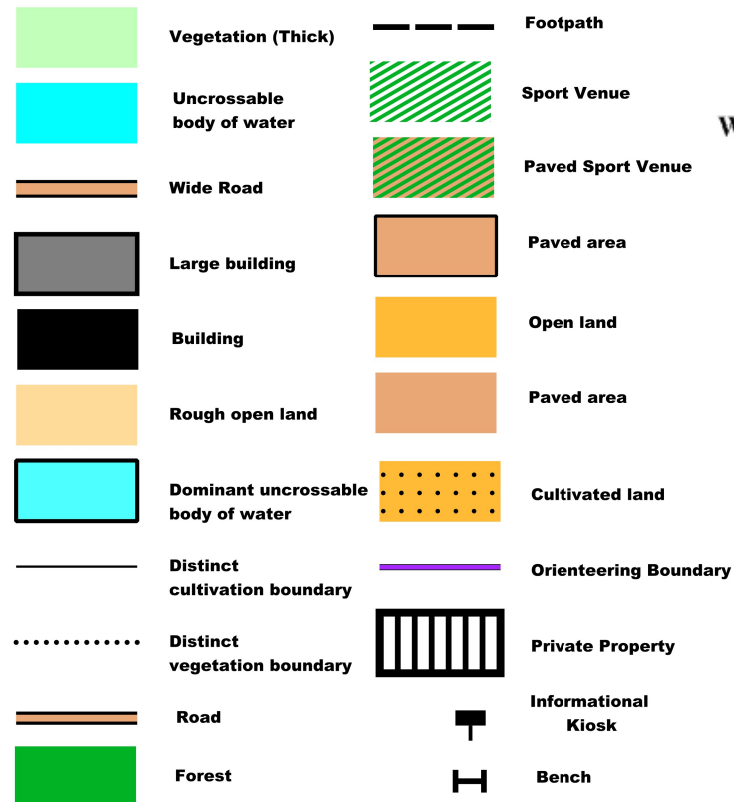 Vegetation (Thick)
Uncrossable
body of water
Wide Road
Large building
Building
Rough open land
Dominant uncrossable
body of water
Distinct
cultivation boundary
Distinct
vegetation boundary
Road
Forest
Footpath
Sport Venue
Paved Sport Venue
Paved area
Open land
Paved area
Cultivated land
Orienteering Boundary
Private Property
Informational
Kiosk
Bench